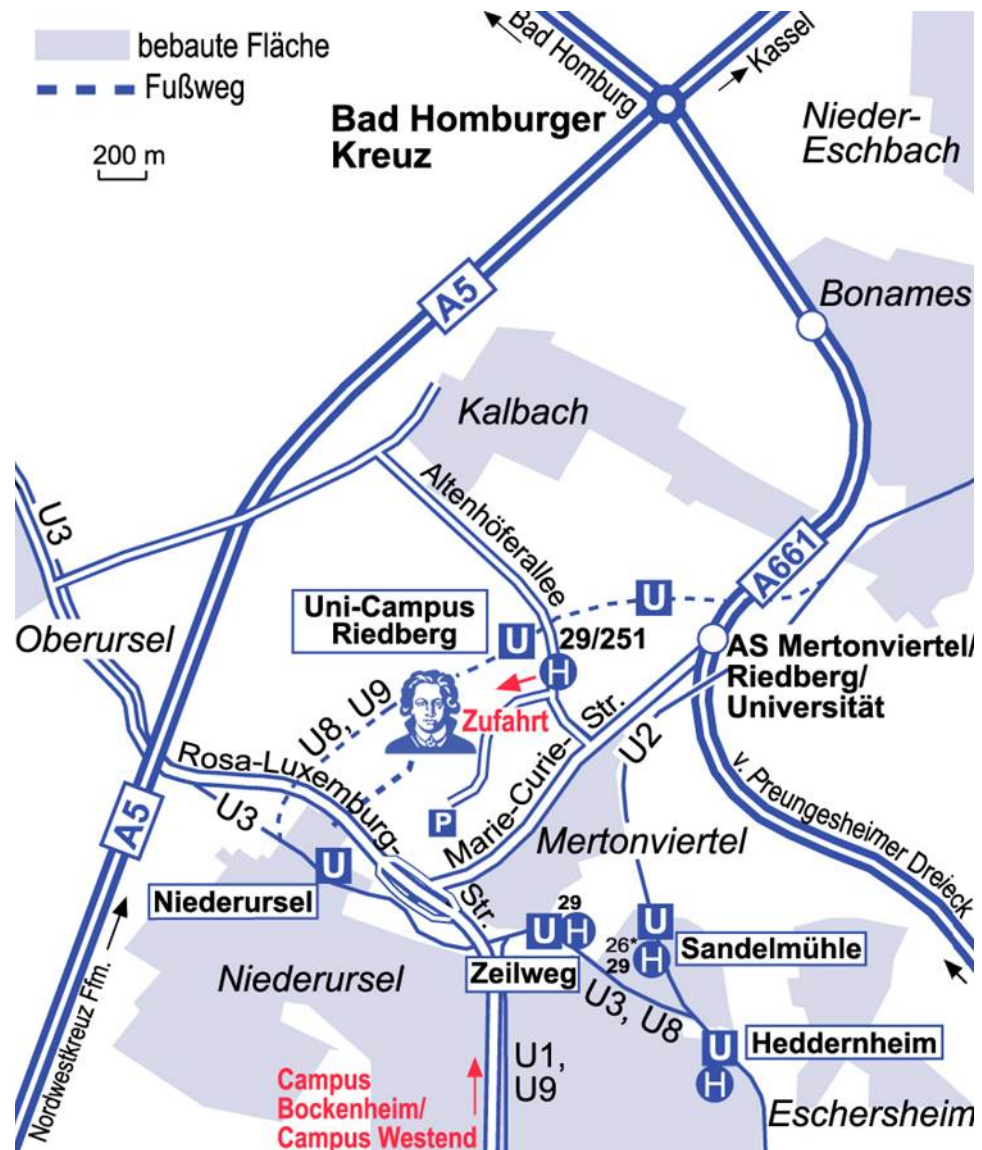 bebaute Fläche
Fußweg
200 m
Bad Homburg
Kassel
Bad Homburger
Kreuz
Nieder-
Eschbach
A5
Bonames
Kalbach
Altenhöferallee
U3
A661
U
Uni-Campus
Riedberg
U
29/251
Oberursel
H
AS Mertonviertel/
Riedberg/
Universität
Zufahrt
U8, U9
U2
Rosa-Luxemburg-
Str.
Marie-Curie-
Str.
v. Preungesheimer Dreieck
A5
U3
P
Mertonviertel
U
Niederursel
29
U H
Zeilweg
U
26*
29
H
Sandelmühle
Niederursel
U3, U8
Nordwestkreuz Ffm.
U1,
U9
U
H
Heddernheim
Campus
Bockenheim/
Campus Westend
Eschersheim